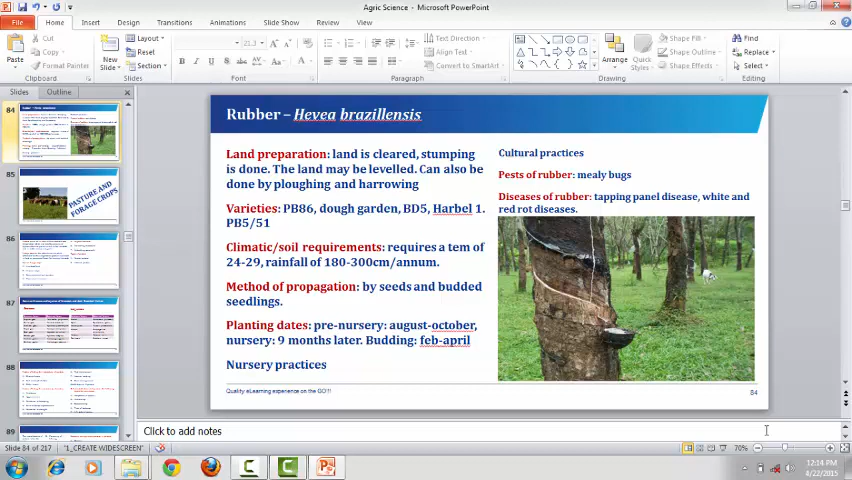 Agric Science - Microsoft PowerPoint
File Home Insert Design Transitions Animations Slide Show Review View
Cut Copy Format Painter Paste Clipboard
New Slide Layout Reset Section Slides
21.3 Font
Paragraph
Text Direction Align Text Convert to SmartArt
Arrange Quick Styles Drawing
Shape Fill Shape Outline Shape Effects
Find Replace Select Editing
Slides Outline
84
85
PASTURE AND
FORAGE CROPS
86
87
88
89
Rubber – Hevea brazillensis
Land preparation: land is cleared, stumping
is done. The land may be levelled. Can also be
done by ploughing and harrowing
Varieties: PB86, dough garden, BD5, Harbel 1.
PB5/51
Climatic/soil requirements: requires a tem of
24-29, rainfall of 180-300cm/annum.
Method of propagation: by seeds and budded
seedlings.
Planting dates: pre-nursery: august-october,
nursery: 9 months later. Budding: feb-april
Nursery practices
Cultural practices
Pests of rubber: mealy bugs
Diseases of rubber: tapping panel disease, white and
red rot diseases.
Quality eLearning experience on the GO!!!
84
Click to add notes
Slide 84 of 217 "1_CREATE WIDESCREEN" 70%
12:14 PM
4/22/2015